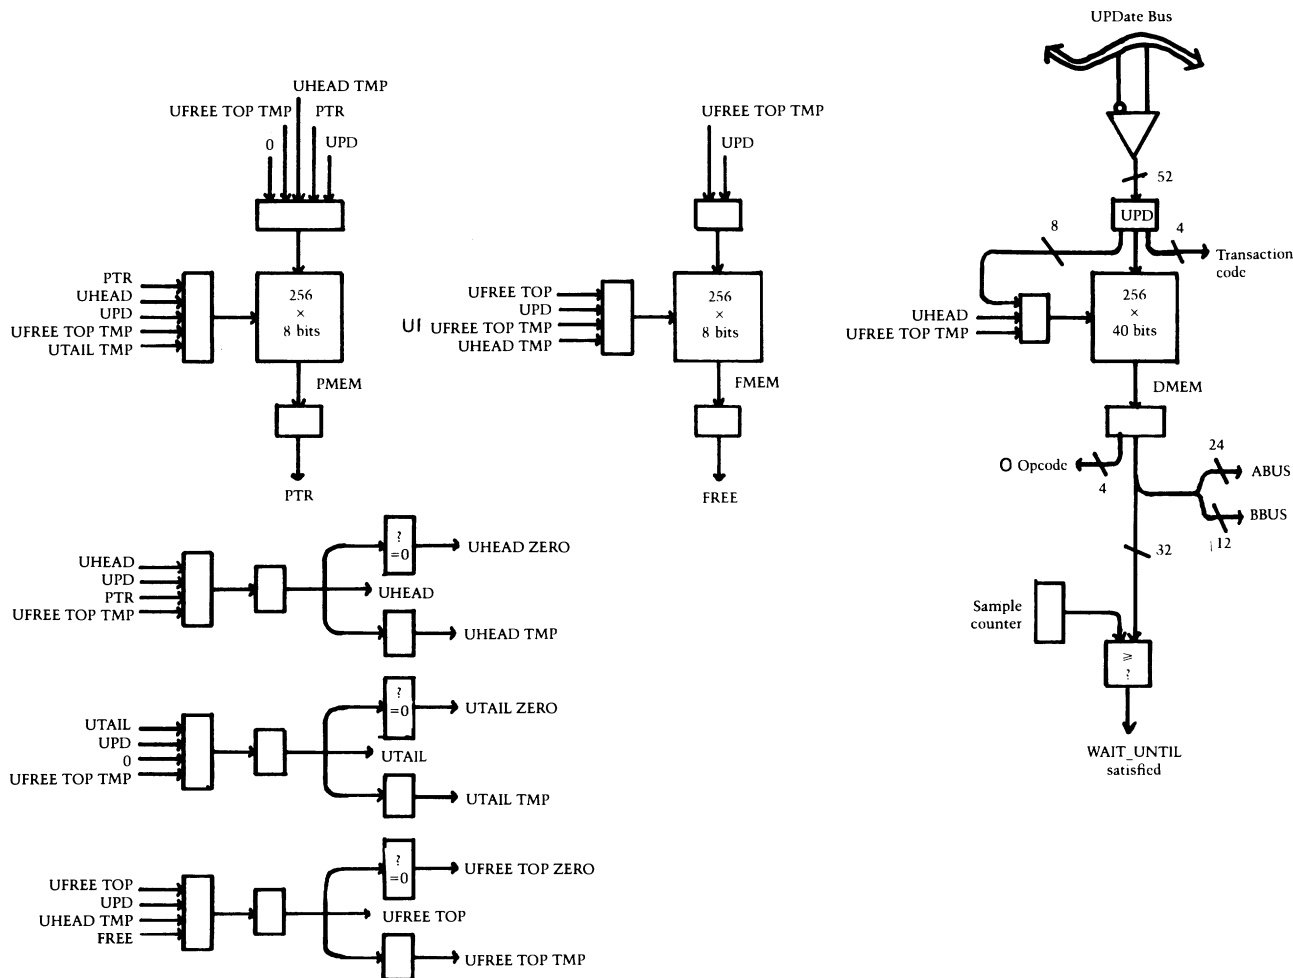 UPDate Bus
UHEAD TMP
UFREE TOP TMP
PTR
0
UPD
PTR
UHEAD
UPD
UFREE TOP TMP
UTAIL TMP
256
×
8 bits
PMEM
PTR
UFREE TOP TMP
UPD
UFREE TOP
UPD
UI UFREE TOP TMP
UHEAD TMP
256
×
8 bits
FMEM
FREE
52
UPD
8
4
Transaction
code
UHEAD
UFREE TOP TMP
256
×
40 bits
DMEM
O Opcode
4
24
ABUS
BBUS
12
32
Sample
counter
≥
?
WAIT_UNTIL
satisfied
UHEAD
UPD
PTR
UFREE TOP TMP
?
=0
UHEAD ZERO
UHEAD
UHEAD TMP
UTAIL
UPD
0
UFREE TOP TMP
?
=0
UTAIL ZERO
UTAIL
UTAIL TMP
UFREE TOP
UPD
UHEAD TMP
FREE
?
=0
UFREE TOP ZERO
UFREE TOP
UFREE TOP TMP